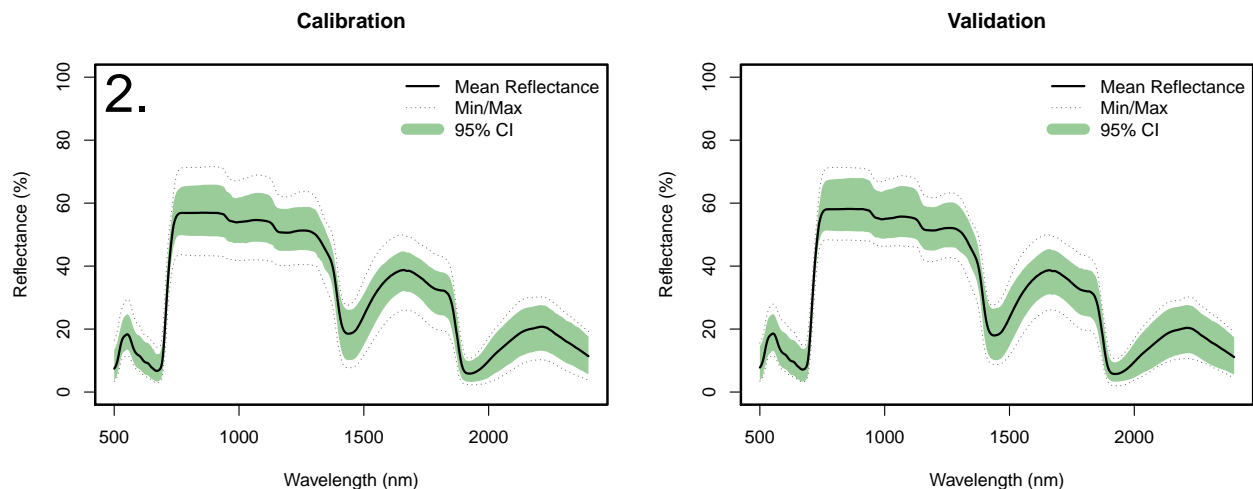 Calibration
2.
Mean Reflectance
Min/Max
95% CI
Reflectance (%)
100
80
60
40
20
0
500
1000
1500
2000
Wavelength (nm)
Validation
Mean Reflectance
Min/Max
95% CI
Reflectance (%)
100
80
60
40
20
0
500
1000
1500
2000
Wavelength (nm)